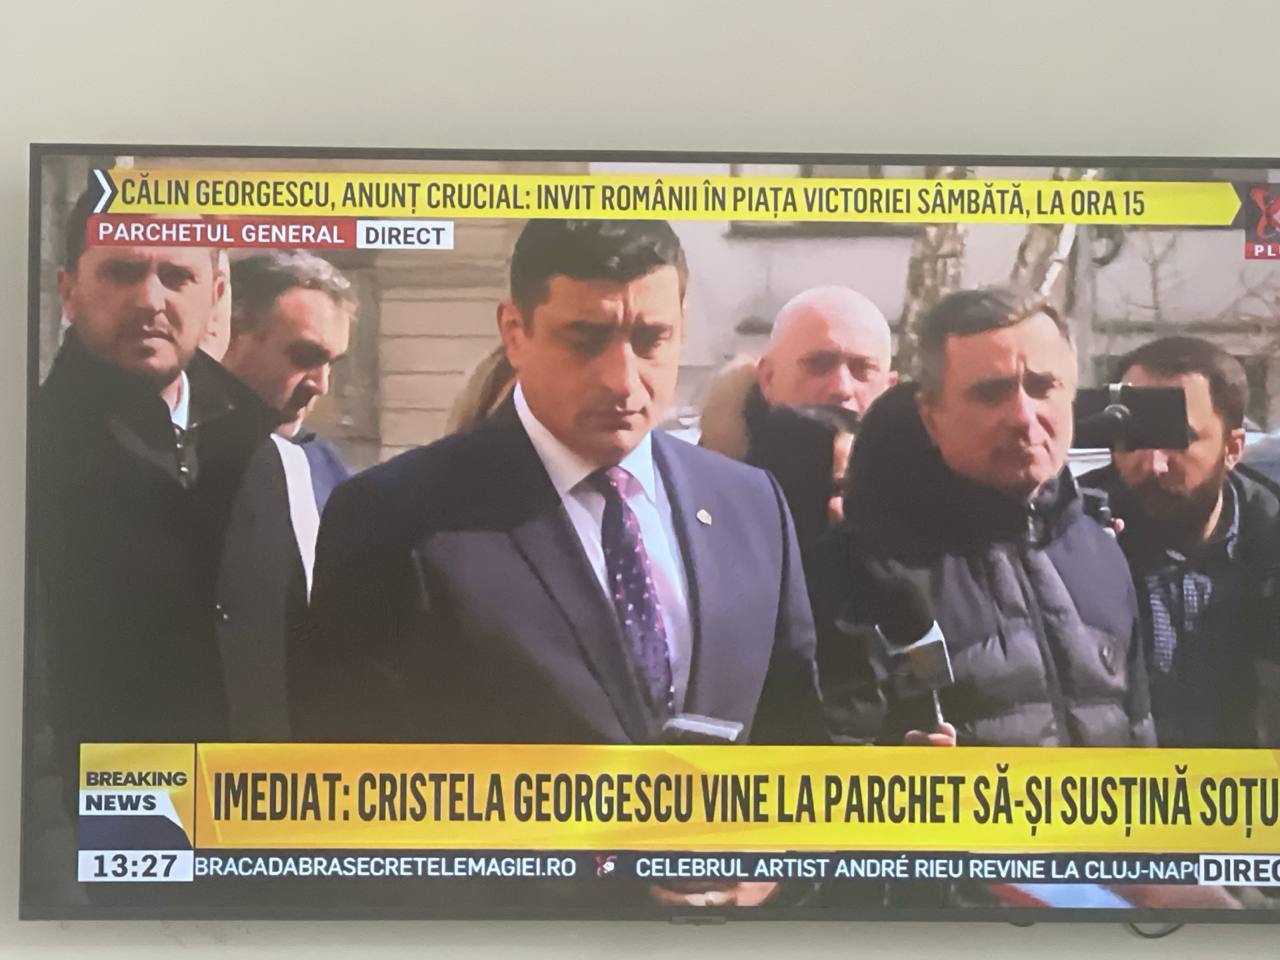 CĂLIN GEORGESCU, ANUNȚ CRUCIAL: INVIT ROMÂNII ÎN PIAȚA VICTORIEI SÂMBĂTĂ, LA ORA 15
PARCHETUL GENERAL DIRECT
PL
BREAKING
NEWS
IMEDIAT: CRISTELA GEORGESCU VINE LA PARCHET SĂ-ȘI SUSȚINĂ SOȚU
13:27 BRACADABRASECRETELEMAGIEI.RO CELEBRUL ARTIST ANDRÉ RIEU REVINE LA CLUJ-NAPO DIREC